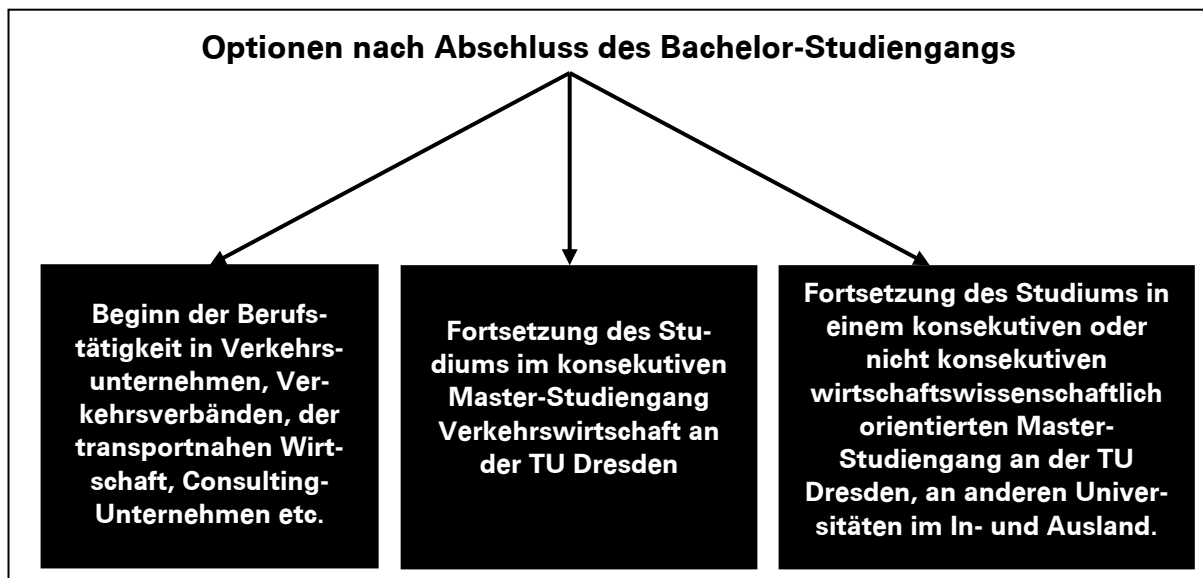 Optionen nach Abschluss des Bachelor-Studiengangs
Beginn der Berufs-
tätigkeit in Verkehrs-
unternehmen, Ver-
kehrsverbänden, der
transportnahen Wirt-
schaft, Consulting-
Unternehmen etc.
Fortsetzung des Stu-
diums im konsekutiven
Master-Studiengang
Verkehrswirtschaft an
der TU Dresden
Fortsetzung des Studiums in
einem konsekutiven oder
nicht konsekutiven
wirtschaftswissenschaftlich
orientierten Master-
Studiengang an der TU
Dresden, an anderen Univer-
sitäten im In- und Ausland.